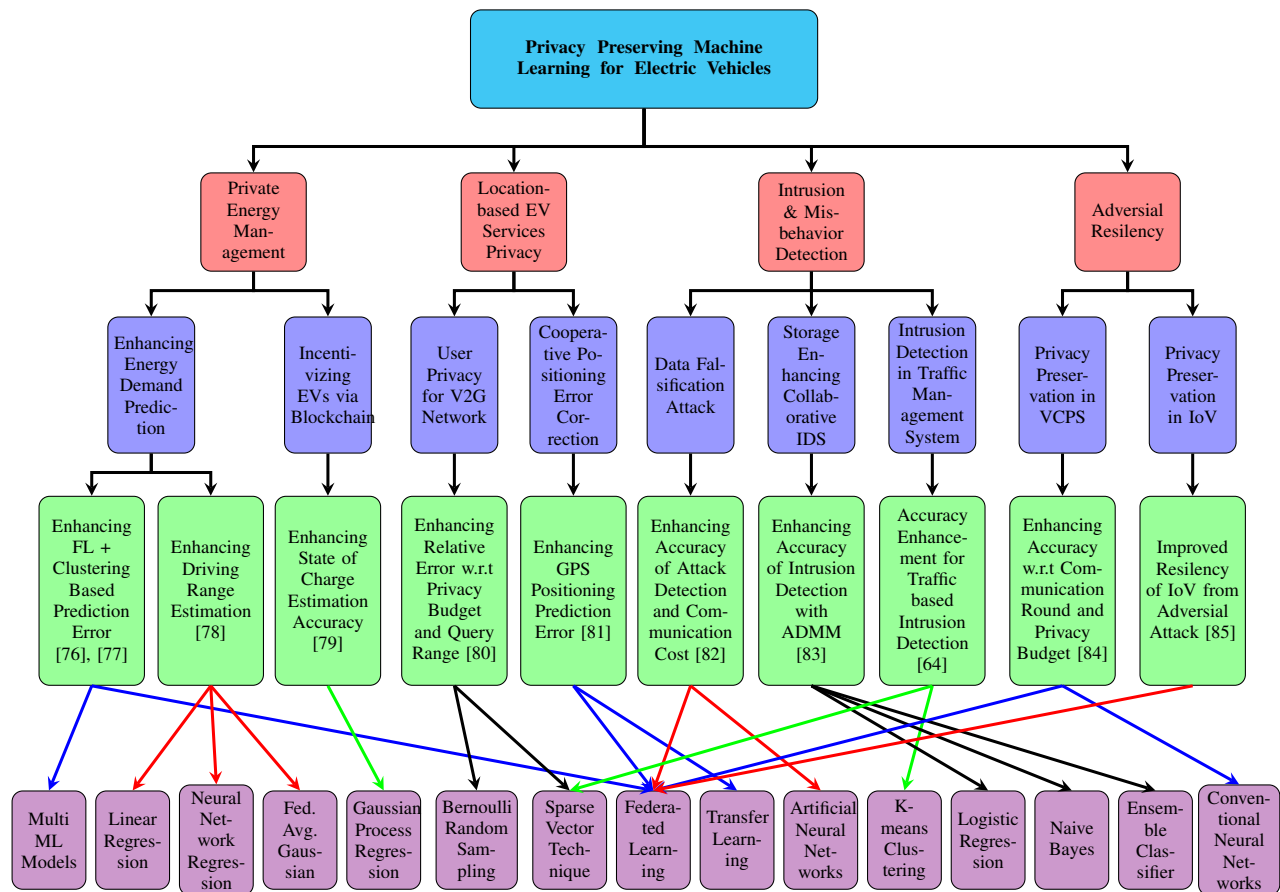 Privacy Preserving Machine
Learning for Electric Vehicles
Private
Energy
Man-
agement
Location-
based EV
Services
Privacy
Intrusion
& Mis-
behavior
Detection
Adversial
Resilency
Enhancing
Energy
Demand
Predic-
tion
Incenti-
vizing
EVs via
Blockchain
User
Privacy
for V2G
Network
Coopera-
tive Po-
sitioning
Error
Cor-
rection
Data Fal-
sification
Attack
Storage
En-
hancing
Collab-
orative
IDS
Intrusion
Detection
in Traffic
Man-
agement
System
Privacy
Preser-
vation in
VCPS
Privacy
Preser-
vation
in IoV
Enhancing
FL +
Clustering
Based
Prediction
Error
[76], [77]
Enhancing
Driving
Range
Estimation
[78]
Enhancing
State of
Charge
Estimation
Accuracy
[79]
Enhancing
Relative
Error w.r.t
Privacy
Budget
and Query
Range [80]
Enhancing
GPS
Positioning
Prediction
Error [81]
Enhancing
Accuracy
of Attack
Detection
and Com-
munication
Cost [82]
Enhancing
Accuracy
of Intrusion
Detection
with
ADMM
[83]
Accuracy
Enhance-
ment for
Traffic
based
Intrusion
Detection
[64]
Enhancing
Accuracy
w.r.t Com-
munication
Round and
Privacy
Budget [84]
Improved
Resilency
of IoV from
Adversial
Attack [85]
Multi
ML
Models
Linear
Regres-
sion
Neural
Net-
work
Regres-
sion
Fed.
Avg.
Gaus-
sian
Gaussian
Process
Regres-
sion
Bernoulli
Random
Sam-
pling
Sparse
Vector
Tech-
nique
Federa-
ted
Learn-
ing
Transfer
Learn-
ing
Artificial
Neural
Net-
works
K-
means
Clus-
tering
Logistic
Regres-
sion
Naive
Bayes
Ensem-
ble
Clas-
sifier
Conven-
tional
Neural
Net-
works